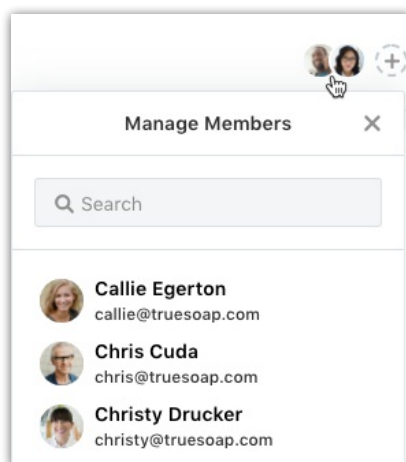 Manage Members
Search
Callie Egerton
callie@truesoap.com
Chris Cuda
chris@truesoap.com
Christy Drucker
christy@truesoap.com